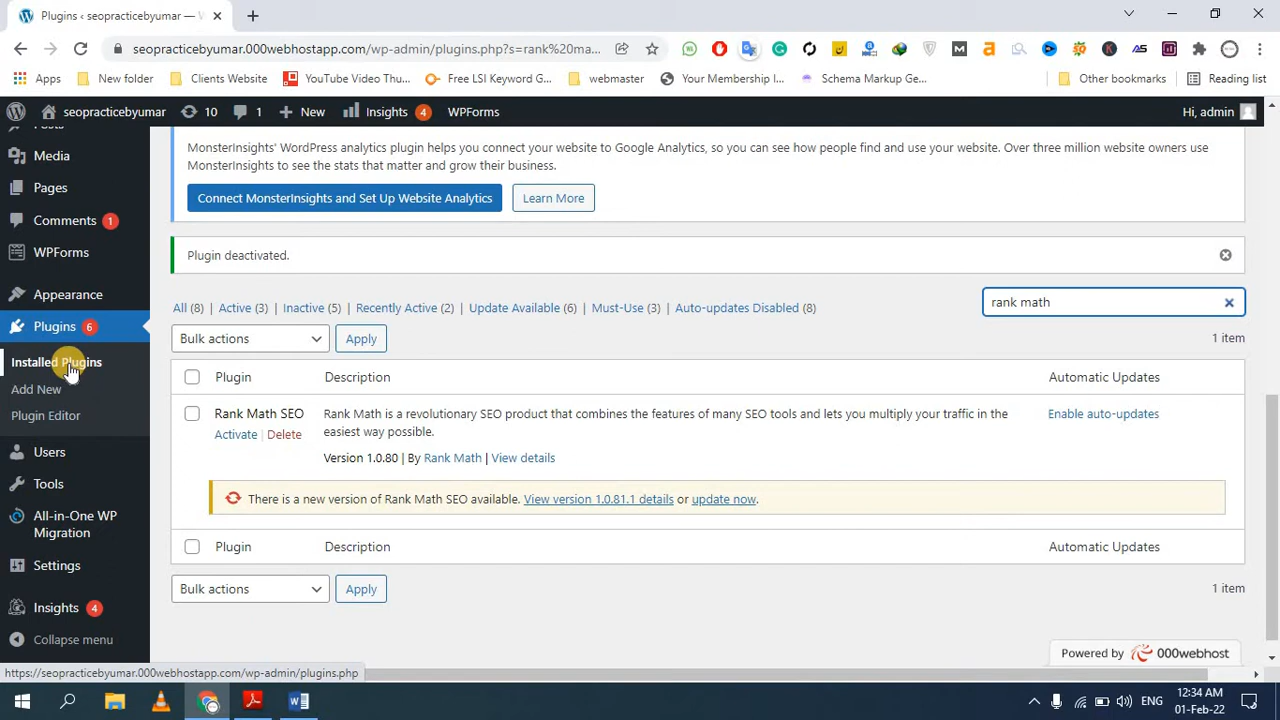 Plugins ‹ seopracticebyumar —
seopracticebyumar.000webhostapp.com/wp-admin/plugins.php?s=rank%20ma...
Apps
New folder
Clients Website
YouTube Video Thu...
Free LSI Keyword G...
webmaster
Your Membership I...
Schema Markup Ge...
Other bookmarks
Reading list
seopracticebyumar
10
1
New
Insights 4
WPForms
Hi, admin
Posts
Media
Pages
Comments 1
WPForms
Appearance
Plugins 6
Installed Plugins
Add New
Plugin Editor
Users
Tools
All-in-One WP
Migration
Settings
Insights 4
Collapse menu
MonsterInsights' WordPress analytics plugin helps you connect your website to Google Analytics, so you can see how people find and use your website. Over three million website owners use
MonsterInsights to see the stats that matter and grow their business.
Connect MonsterInsights and Set Up Website Analytics
Learn More
Plugin deactivated.
All (8) | Active (3) | Inactive (5) | Recently Active (2) | Update Available (6) | Must-Use (3) | Auto-updates Disabled (8)
rank math
Bulk actions
Apply
1 item
Plugin
Description
Automatic Updates
Rank Math SEO
Activate | Delete
Rank Math is a revolutionary SEO product that combines the features of many SEO tools and lets you multiply your traffic in the
easiest way possible.
Version 1.0.80 | By Rank Math | View details
Enable auto-updates
There is a new version of Rank Math SEO available. View version 1.0.81.1 details or update now.
Plugin
Description
Automatic Updates
Bulk actions
Apply
1 item
Powered by 000webhost
https://seopracticebyumar.000webhostapp.com/wp-admin/plugins.php
ENG
12:34 AM
01-Feb-22